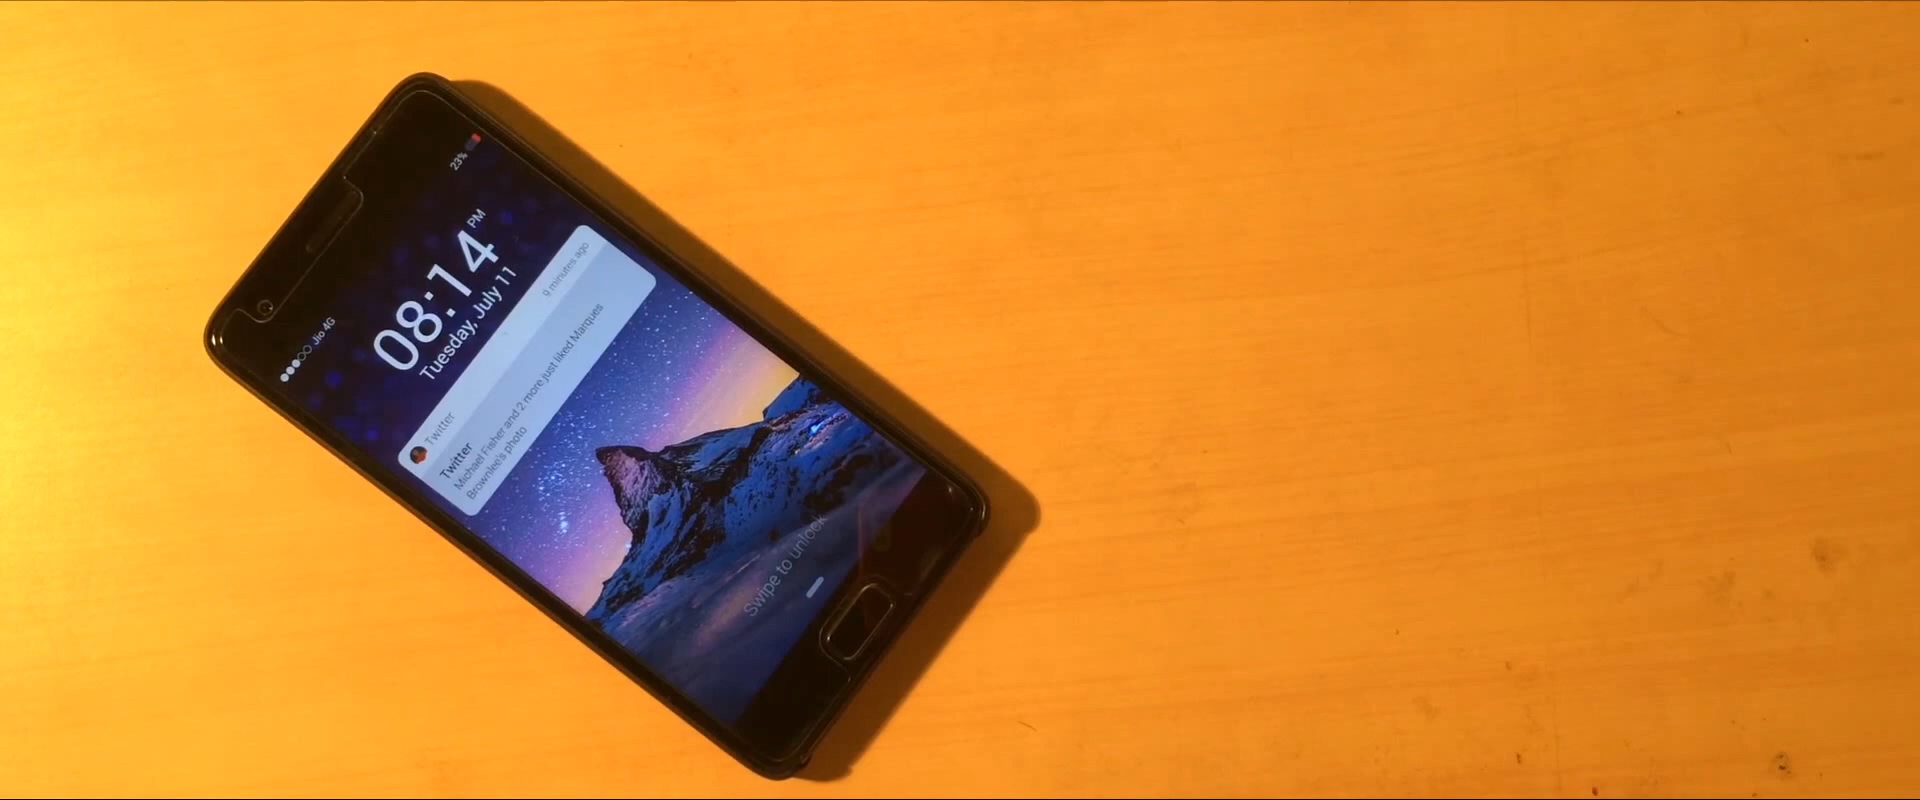 ●●●○○ Jio 4G 23%
08:14 PM
Tuesday, July 11
Twitter 9 minutes ago
Twitter
Michael Fisher and 2 more just liked Marques
Brownlee's photo
Swipe to unlock